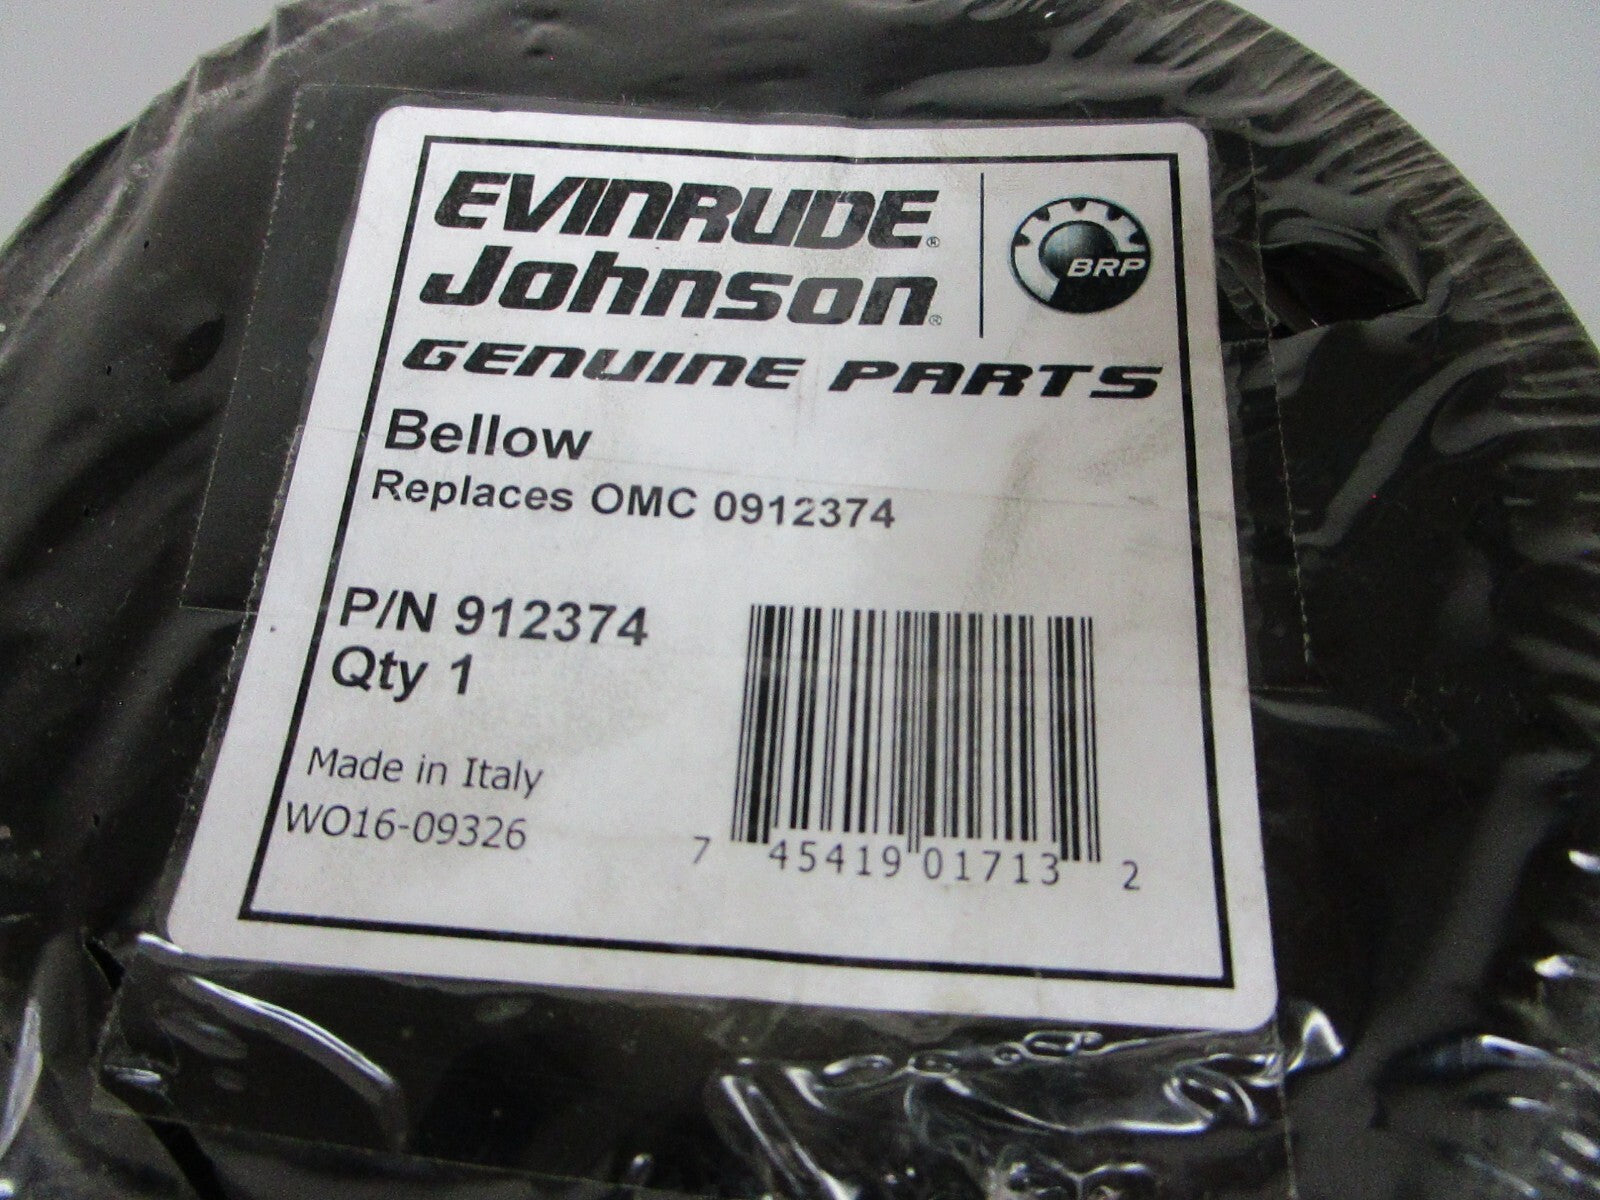 EVINRUDE®
Johnson®
BRP
GENUINE PARTS
Bellow
Replaces OMC 0912374
P/N 912374
Qty 1
Made in Italy
WO16-09326
7 45419 01713 2